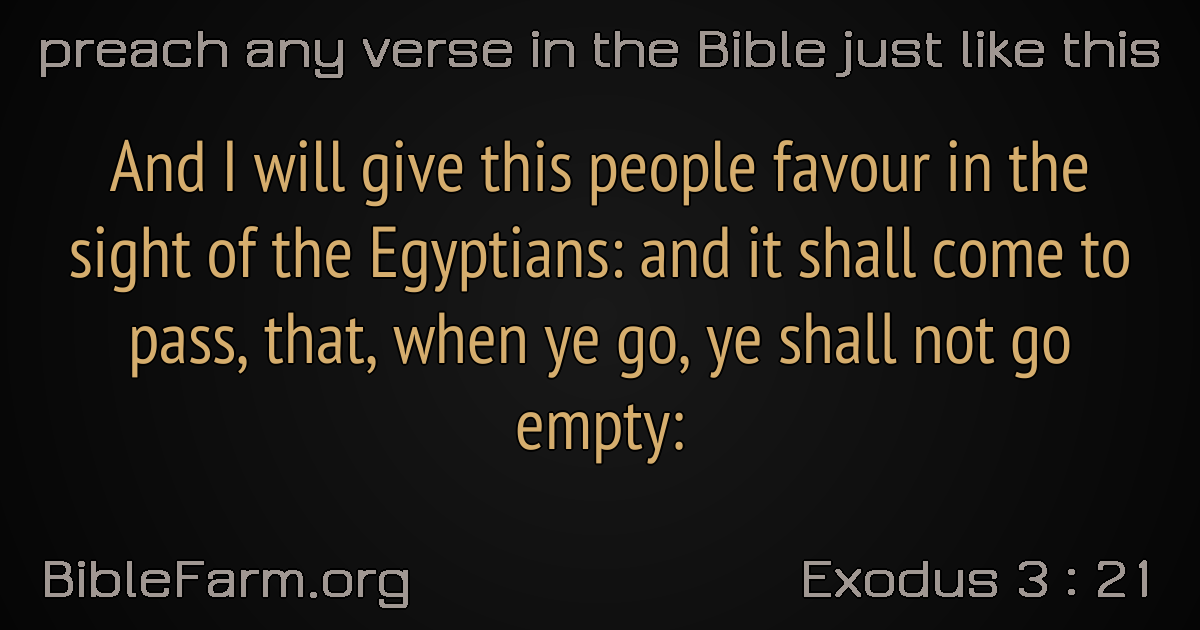 preach any verse in the Bible just like this
And I will give this people favour in the
sight of the Egyptians: and it shall come to
pass, that, when ye go, ye shall not go
empty:
BibleFarm.org
Exodus 3 : 21